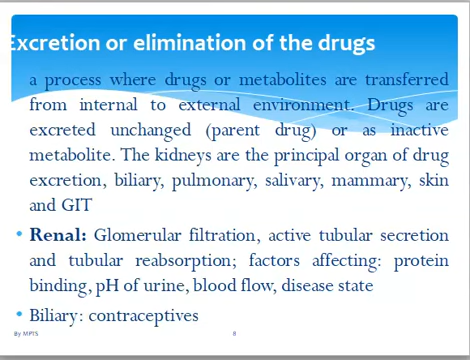 Excretion or elimination of the drugs
a process where drugs or metabolites are transferred
from internal to external environment. Drugs are
excreted unchanged (parent drug) or as inactive
metabolite. The kidneys are the principal organ of drug
excretion, biliary, pulmonary, salivary, mammary, skin
and GIT
• Renal: Glomerular filtration, active tubular secretion
and tubular reabsorption; factors affecting: protein
binding, pH of urine, blood flow, disease state
• Biliary: contraceptives
By MPTS 8